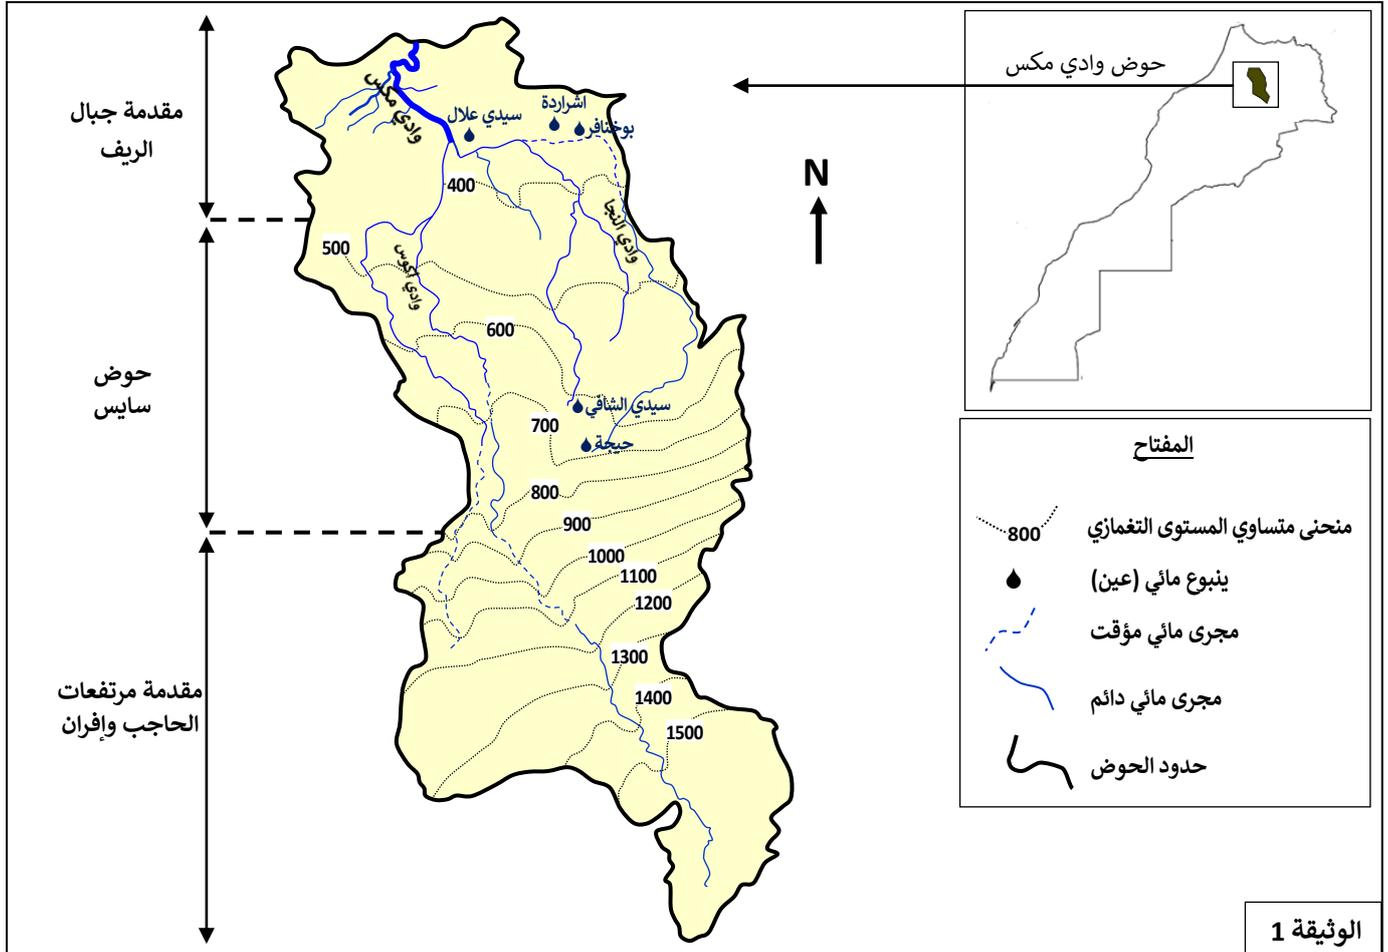 حوض وادي مكس
مقدمة جبال
الريف
حوض
سايس
مقدمة مرتفعات
الحاجب وإفران
N
وادي مكس
سيدي علال
اشراردة
بوخنافر
400
وادي النجا
500
وادي اكوس
600
سيدي الشافي
700
حيجة
800
900
1000
1100
1200
1300
1400
1500
المفتاح
منحنى متساوي المستوى التغمازي
800
ينبوع مائي (عين)
مجرى مائي مؤقت
مجرى مائي دائم
حدود الحوض
الوثيقة 1